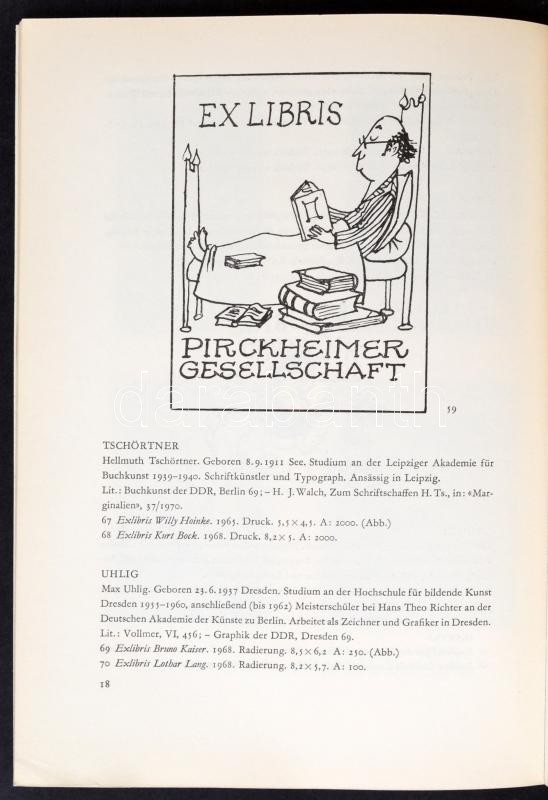 EX LIBRIS
PIRCKHEIMER
GESELLSCHAFT
59
darabanth
TSCHÖRTNER
Hellmuth Tschörtner. Geboren 8.9.1911 See. Studium an der Leipziger Akademie für
Buchkunst 1939–1940. Schriftkünstler und Typograph. Ansässig in Leipzig.
Lit.: Buchkunst der DDR, Berlin 69; – H. J. Walch, Zum Schriftschaffen H. Ts., in: «Mar-
ginalien», 37/1970.
67 Exlibris Willy Hoinke. 1965. Druck. 5,5×4,5. A: 2000. (Abb.)
68 Exlibris Kurt Bock. 1968. Druck. 8,2×5. A: 2000.
UHLIG
Max Uhlig. Geboren 23.6.1937 Dresden. Studium an der Hochschule für bildende Kunst
Dresden 1955–1960, anschließend (bis 1962) Meisterschüler bei Hans Theo Richter an der
Deutschen Akademie der Künste zu Berlin. Arbeitet als Zeichner und Grafiker in Dresden.
Lit.: Vollmer, VI, 456; – Graphik der DDR, Dresden 69.
69 Exlibris Bruno Kaiser. 1968. Radierung. 8,5×6,2 A: 250. (Abb.)
70 Exlibris Lothar Lang. 1968. Radierung. 8,2×5,7. A: 100.
18